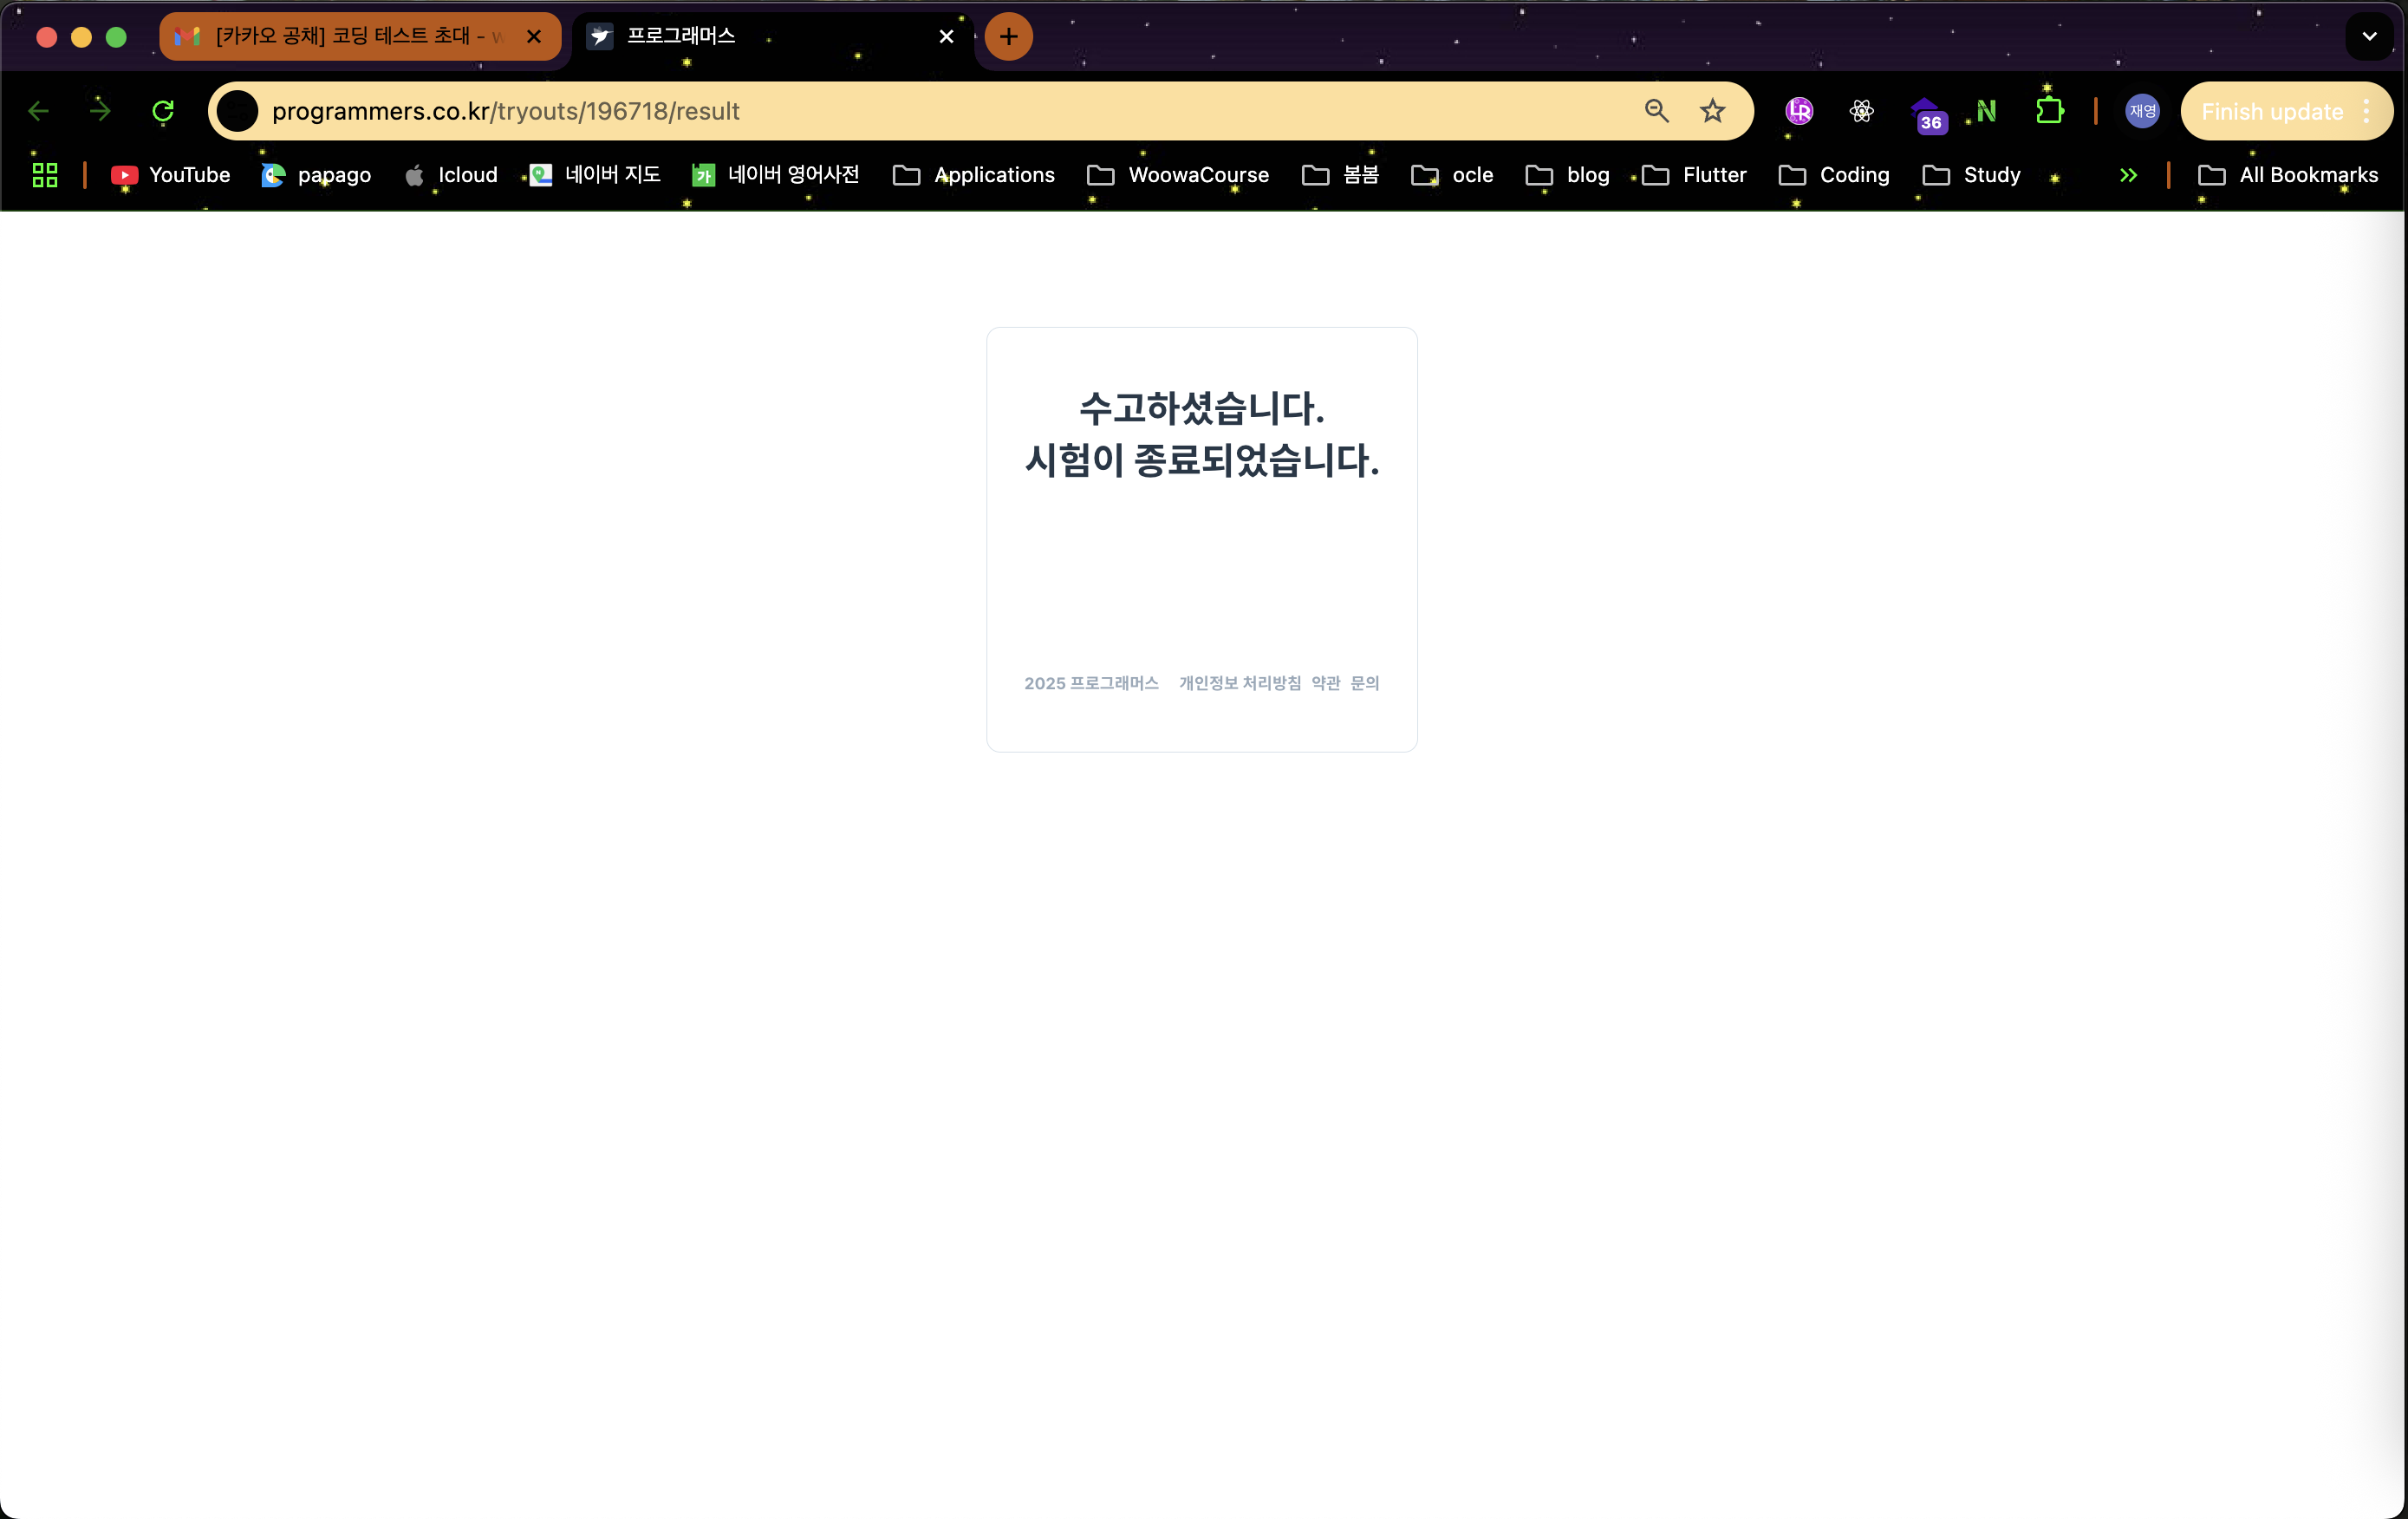 [카카오 공채] 코딩 테스트 초대 -
프로그래머스
programmers.co.kr/tryouts/196718/result
36
재영
Finish update
YouTube
papago
Icloud
네이버 지도
가
네이버 영어사전
Applications
WoowaCourse
봄봄
ocle
blog
Flutter
Coding
Study
All Bookmarks
수고하셨습니다.
시험이 종료되었습니다.
2025 프로그래머스 개인정보 처리방침 약관 문의